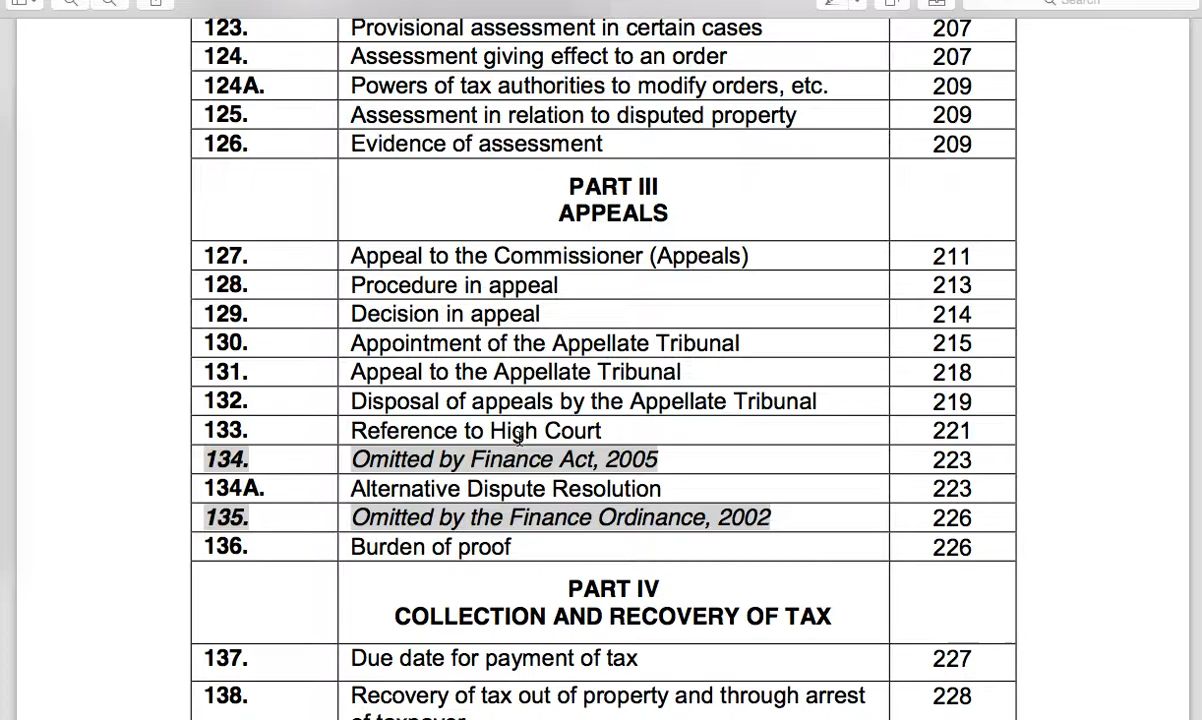 Search
123. Provisional assessment in certain cases 207
124. Assessment giving effect to an order 207
124A. Powers of tax authorities to modify orders, etc. 209
125. Assessment in relation to disputed property 209
126. Evidence of assessment 209
PART III
APPEALS
127. Appeal to the Commissioner (Appeals) 211
128. Procedure in appeal 213
129. Decision in appeal 214
130. Appointment of the Appellate Tribunal 215
131. Appeal to the Appellate Tribunal 218
132. Disposal of appeals by the Appellate Tribunal 219
133. Reference to High Court 221
134. Omitted by Finance Act, 2005 223
134A. Alternative Dispute Resolution 223
135. Omitted by the Finance Ordinance, 2002 226
136. Burden of proof 226
PART IV
COLLECTION AND RECOVERY OF TAX
137. Due date for payment of tax 227
138. Recovery of tax out of property and through arrest 228
of taxpayer